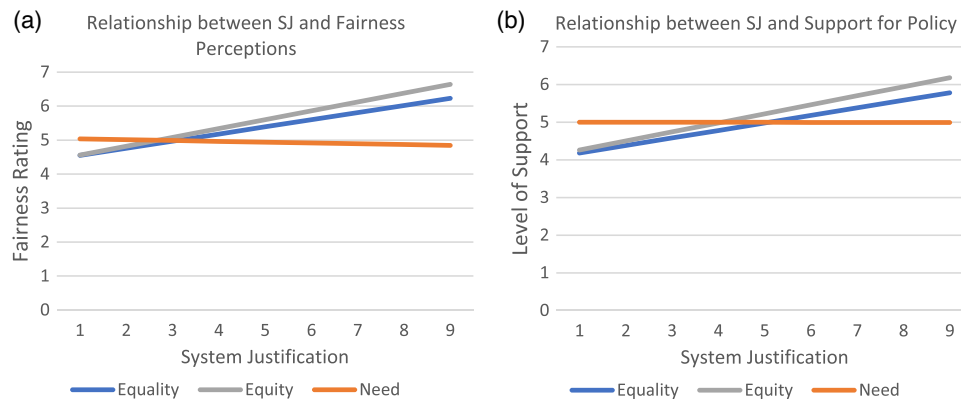 (a)
Relationship between SJ and Fairness
Perceptions
7
6
5
4
3
2
1
0
Fairness Rating
1 2 3 4 5 6 7 8 9
System Justification
Equality Equity Need
(b)
Relationship between SJ and Support for Policy
7
6
5
4
3
2
1
0
Level of Support
1 2 3 4 5 6 7 8 9
System Justification
Equality Equity Need